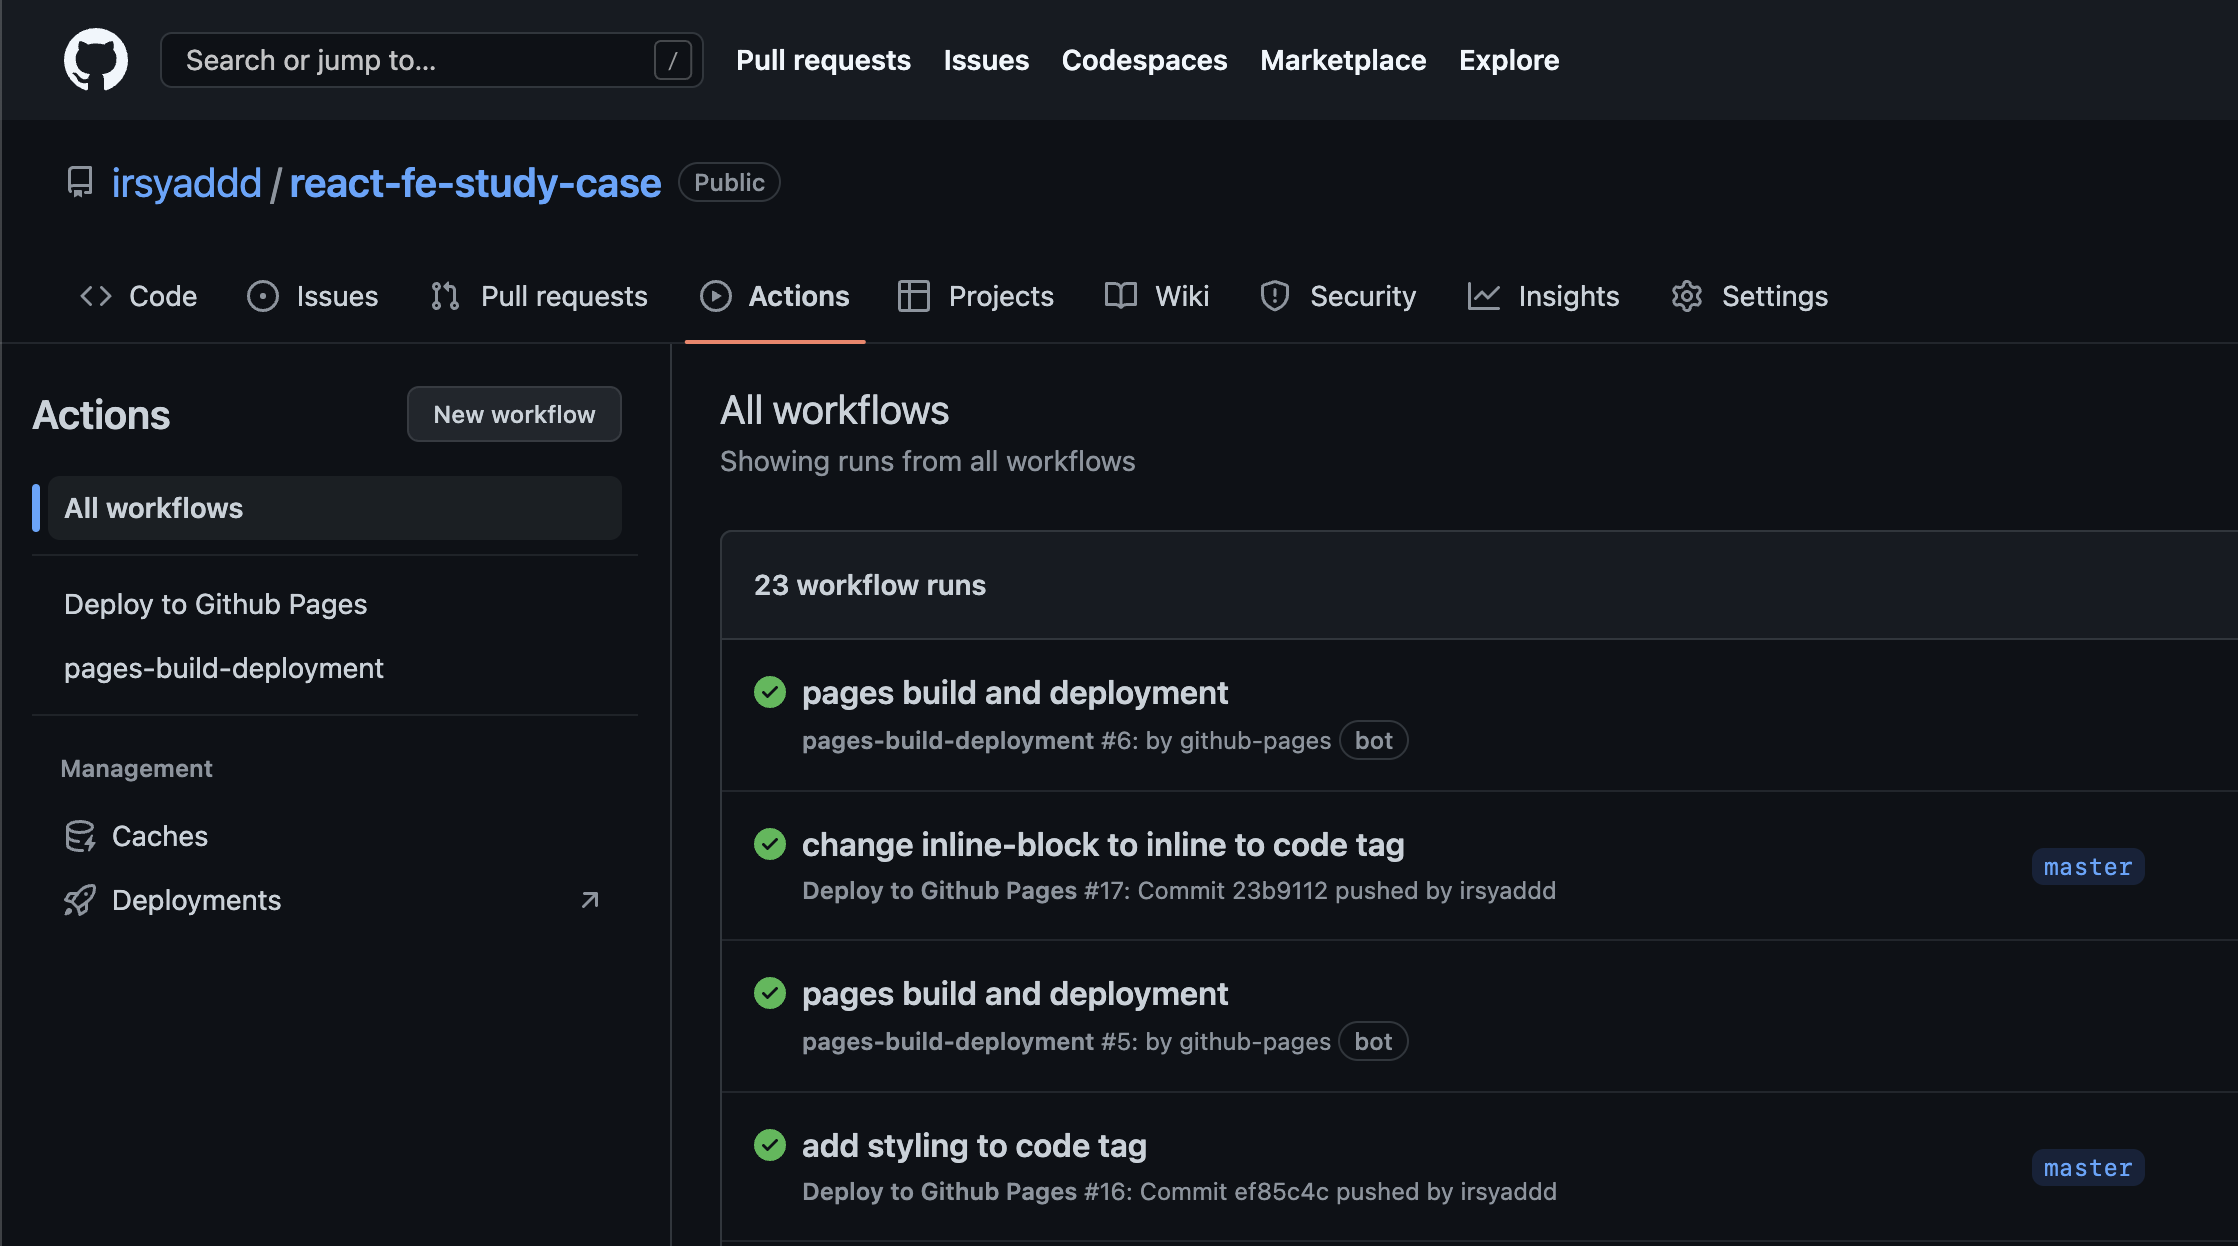 Search or jump to... /
Pull requests Issues Codespaces Marketplace Explore
irsyaddd / react-fe-study-case Public
Code Issues Pull requests Actions Projects Wiki Security Insights Settings
Actions New workflow
All workflows
Deploy to Github Pages
pages-build-deployment
Management
Caches
Deployments
All workflows
Showing runs from all workflows
23 workflow runs
pages build and deployment
pages-build-deployment #6: by github-pages bot
change inline-block to inline to code tag
Deploy to Github Pages #17: Commit 23b9112 pushed by irsyaddd
master
pages build and deployment
pages-build-deployment #5: by github-pages bot
add styling to code tag
Deploy to Github Pages #16: Commit ef85c4c pushed by irsyaddd
master